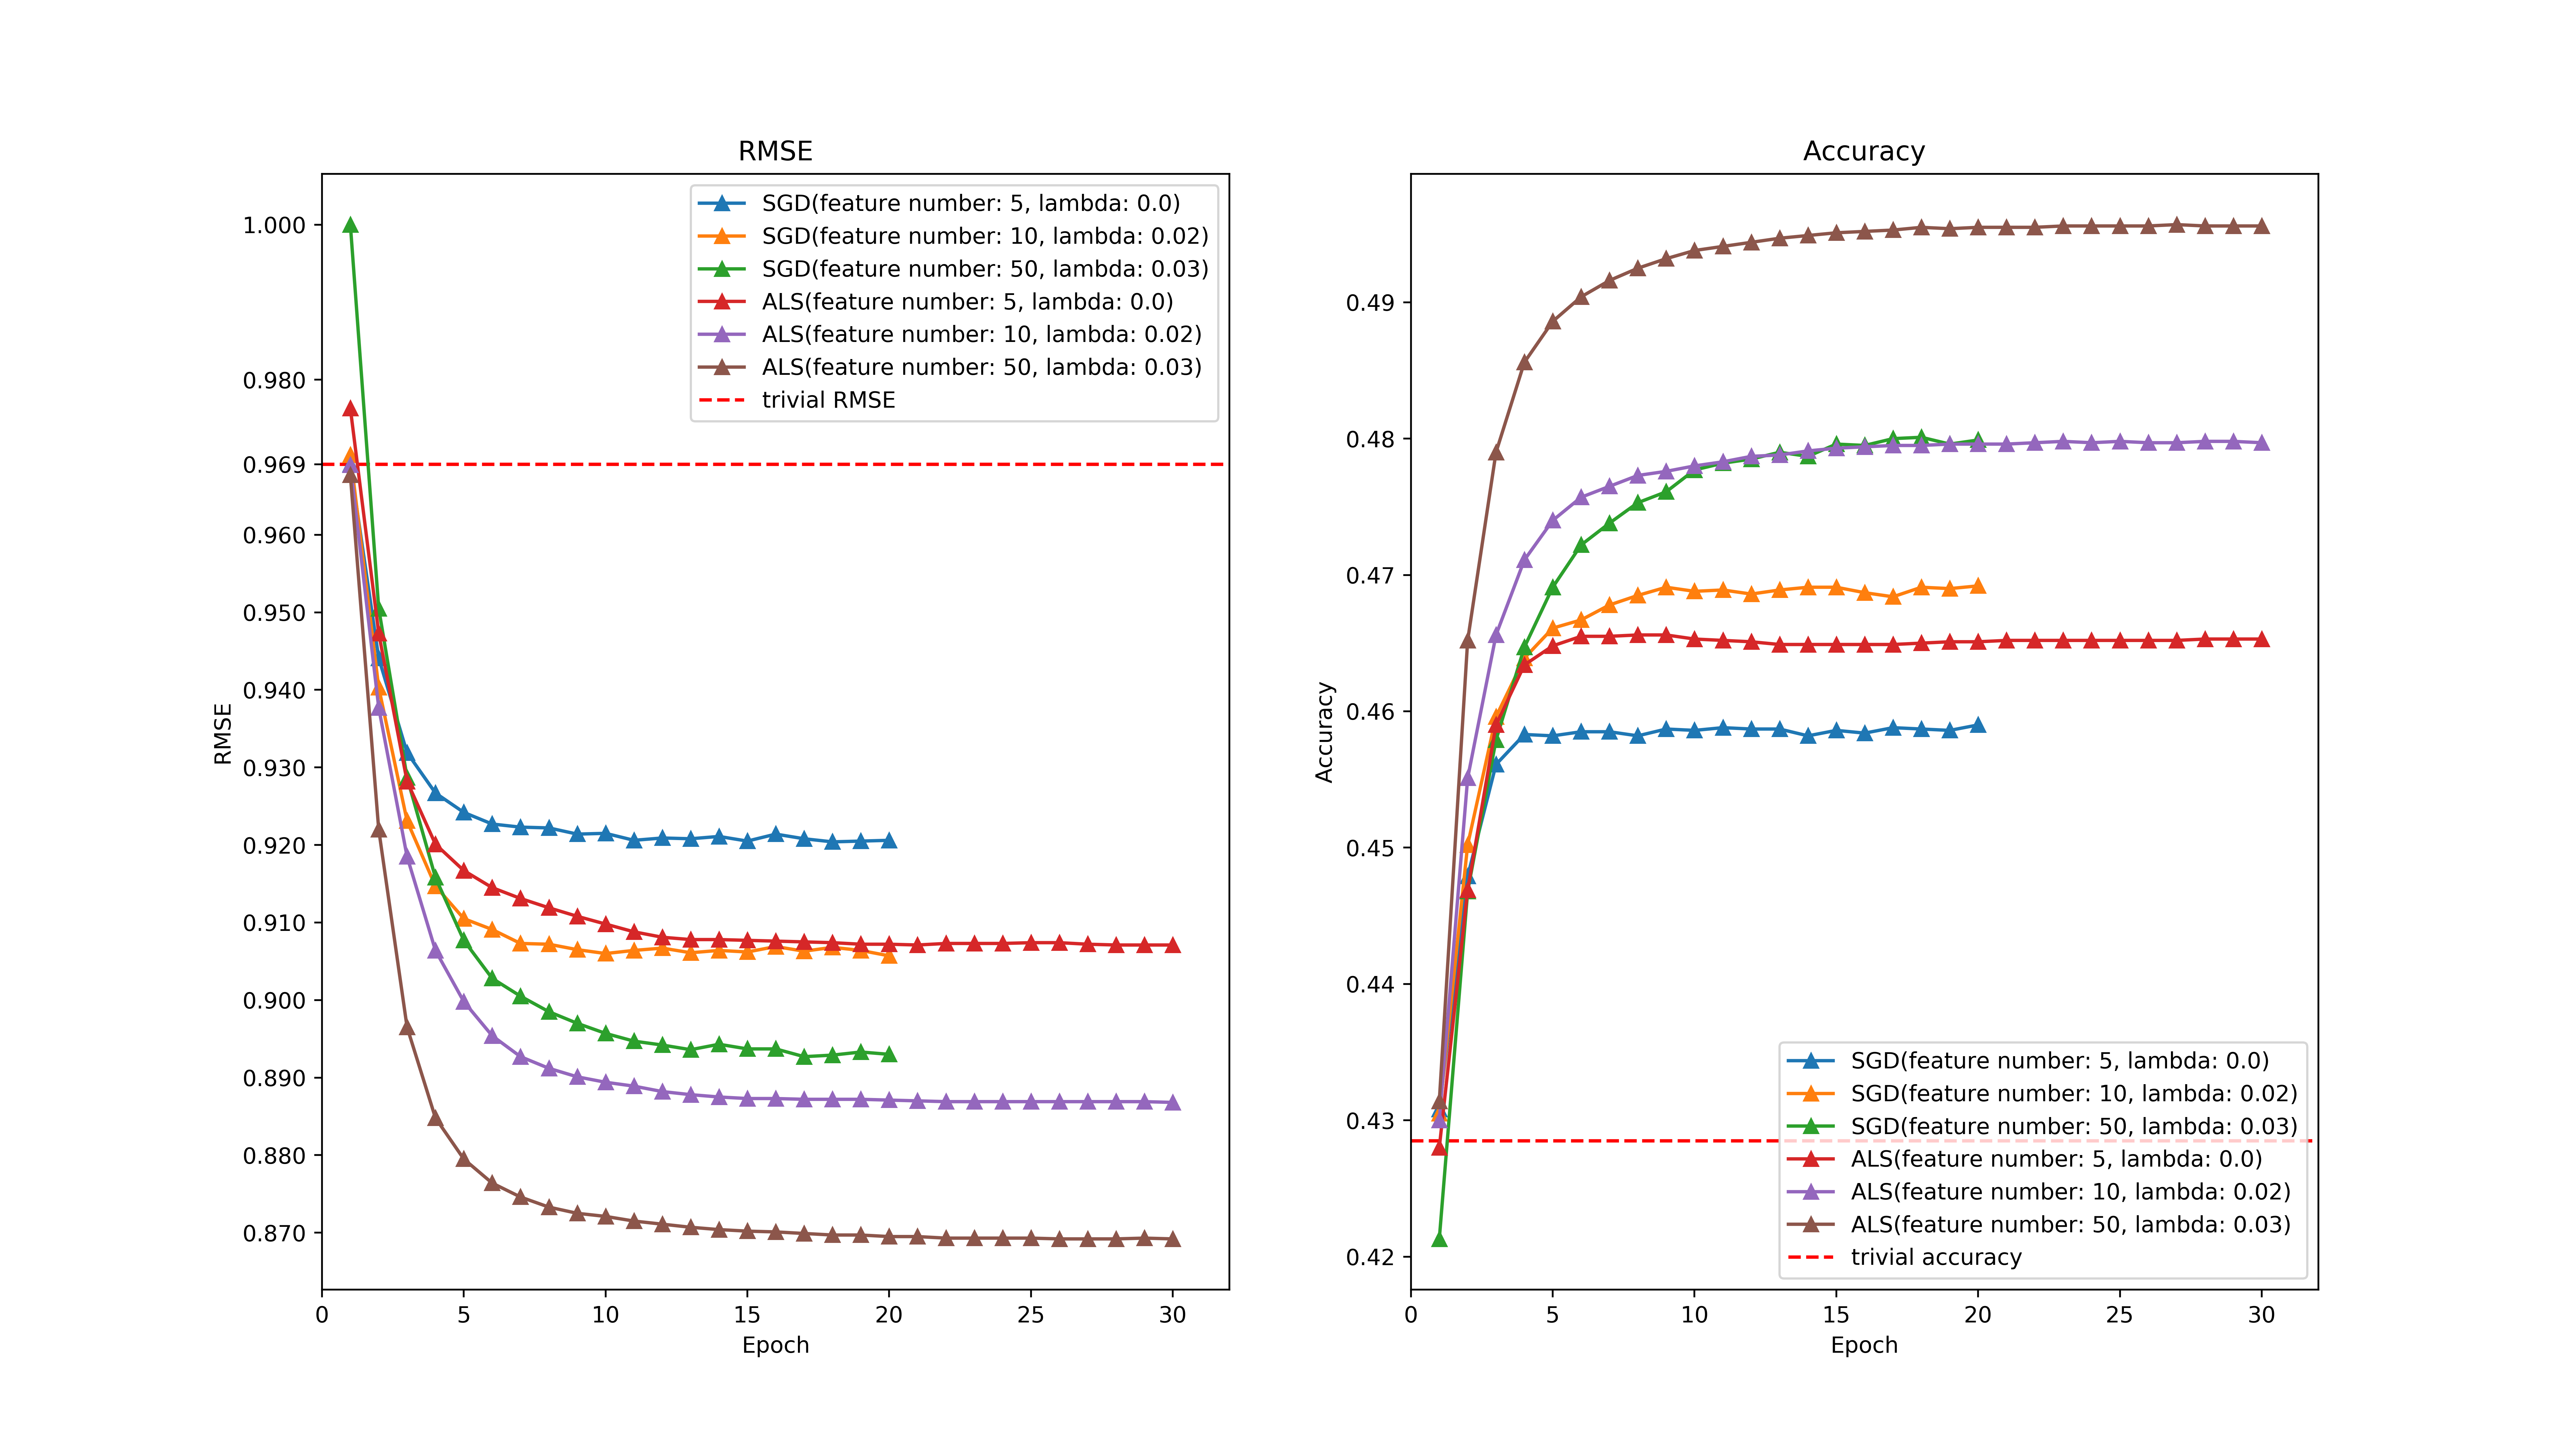 RMSE
1.000
0.980
0.969
0.960
0.950
0.940
0.930
0.920
0.910
0.900
0.890
0.880
0.870
RMSE
SGD(feature number: 5, lambda: 0.0)
SGD(feature number: 10, lambda: 0.02)
SGD(feature number: 50, lambda: 0.03)
ALS(feature number: 5, lambda: 0.0)
ALS(feature number: 10, lambda: 0.02)
ALS(feature number: 50, lambda: 0.03)
trivial RMSE
0 5 10 15 20 25 30
Epoch
Accuracy
0.49
0.48
0.47
0.46
0.45
0.44
0.43
0.42
Accuracy
SGD(feature number: 5, lambda: 0.0)
SGD(feature number: 10, lambda: 0.02)
SGD(feature number: 50, lambda: 0.03)
ALS(feature number: 5, lambda: 0.0)
ALS(feature number: 10, lambda: 0.02)
ALS(feature number: 50, lambda: 0.03)
trivial accuracy
0 5 10 15 20 25 30
Epoch